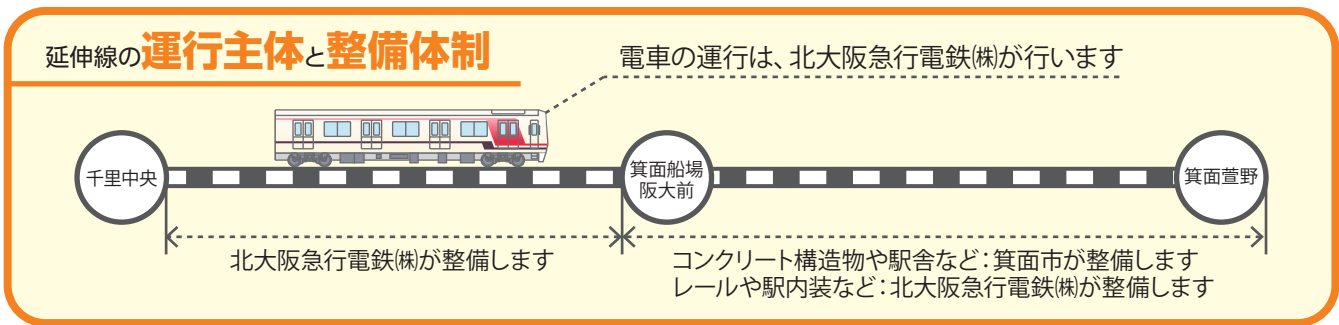 延伸線の運行主体と整備体制
電車の運行は、北大阪急行電鉄㈱が行います
千里中央
箕面船場
阪大前
箕面萱野
北大阪急行電鉄㈱が整備します
コンクリート構造物や駅舎など：箕面市が整備します
レールや駅内装など：北大阪急行電鉄㈱が整備します